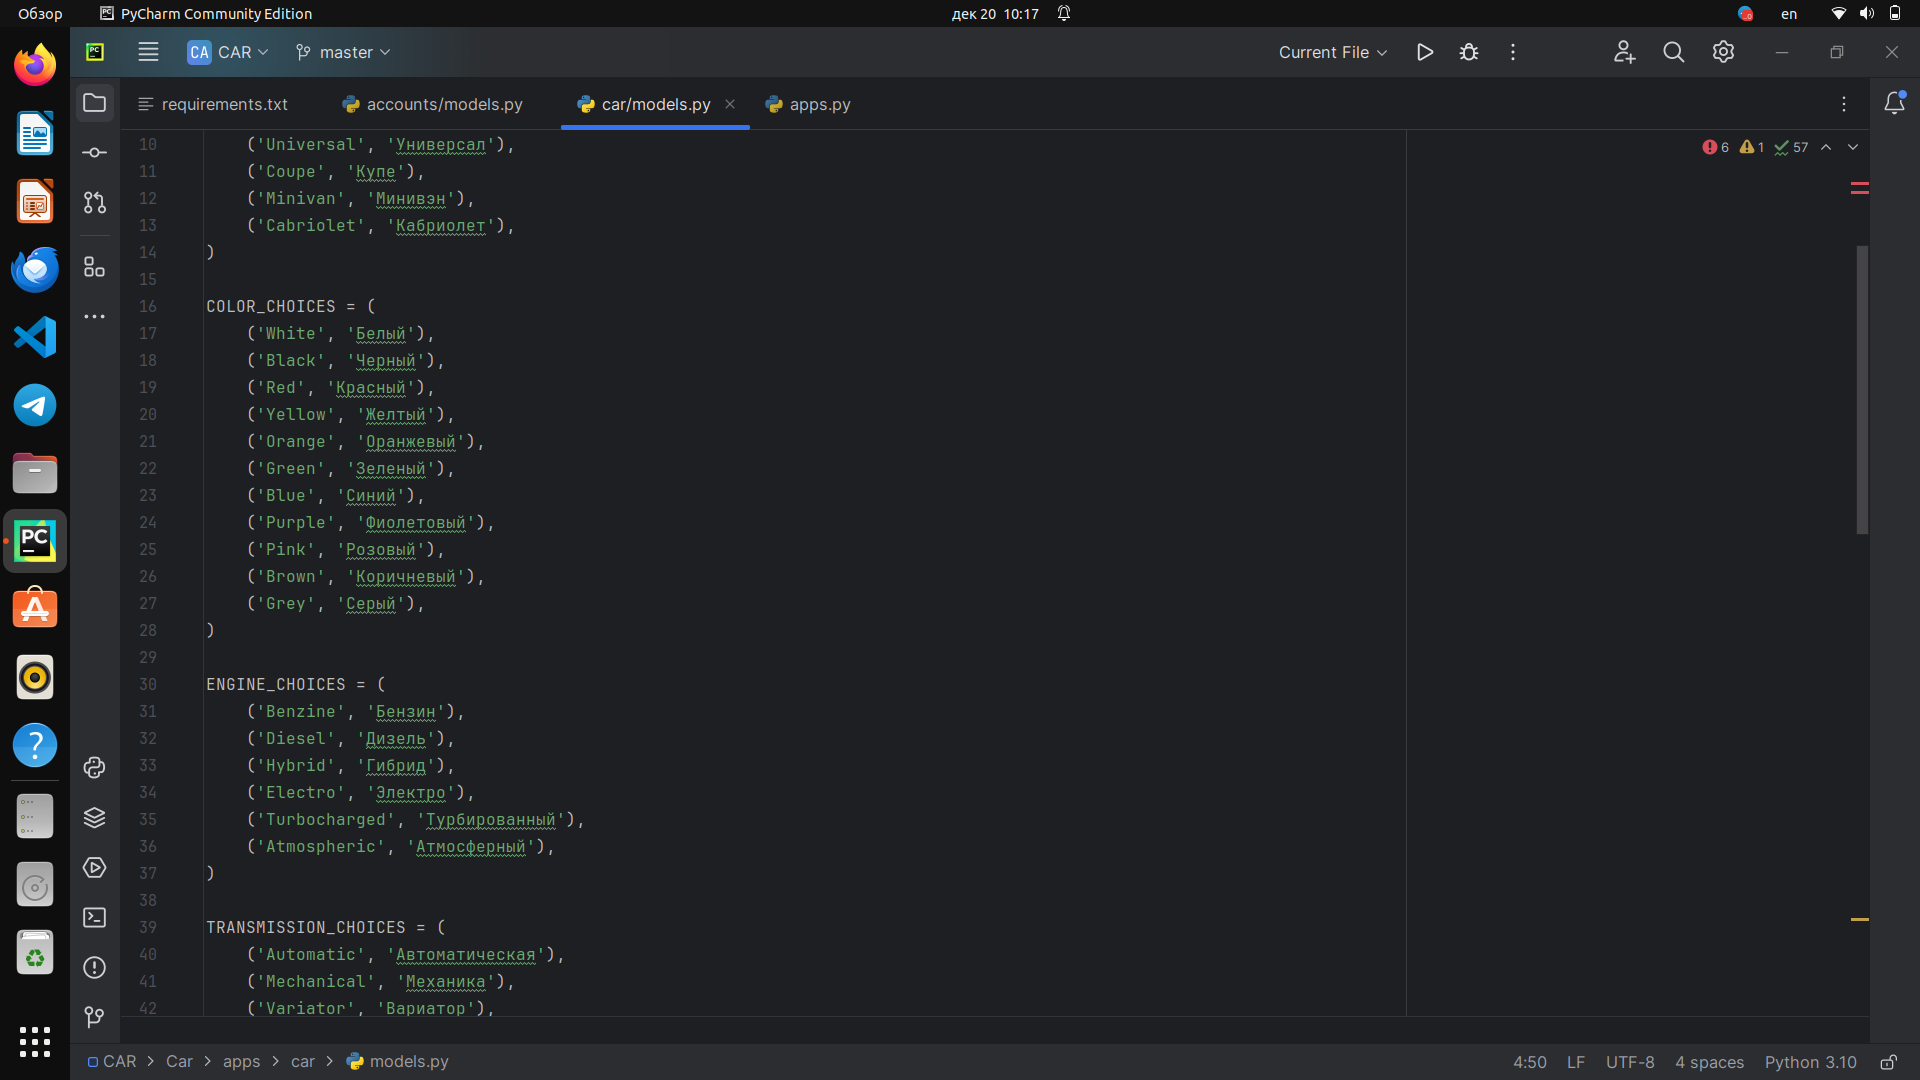 Обзор PyCharm Community Edition дек 20 10:17 en
PC CA CAR master Current File
requirements.txt accounts/models.py car/models.py apps.py
10 ('Universal', 'Универсал'), 6 1 57
11 ('Coupe', 'Купе'),
12 ('Minivan', 'Минивэн'),
13 ('Cabriolet', 'Кабриолет'),
14 )
15
16 COLOR_CHOICES = (
17 ('White', 'Белый'),
18 ('Black', 'Черный'),
19 ('Red', 'Красный'),
20 ('Yellow', 'Желтый'),
21 ('Orange', 'Оранжевый'),
22 ('Green', 'Зеленый'),
23 ('Blue', 'Синий'),
24 ('Purple', 'Фиолетовый'),
25 ('Pink', 'Розовый'),
26 ('Brown', 'Коричневый'),
27 ('Grey', 'Серый'),
28 )
29
30 ENGINE_CHOICES = (
31 ('Benzine', 'Бензин'),
32 ('Diesel', 'Дизель'),
33 ('Hybrid', 'Гибрид'),
34 ('Electro', 'Электро'),
35 ('Turbocharged', 'Турбированный'),
36 ('Atmospheric', 'Атмосферный'),
37 )
38
39 TRANSMISSION_CHOICES = (
40 ('Automatic', 'Автоматическая'),
41 ('Mechanical', 'Механика'),
42 ('Variator', 'Вариатор'),
PC
CAR > Car > apps > car > models.py 4:50 LF UTF-8 4 spaces Python 3.10